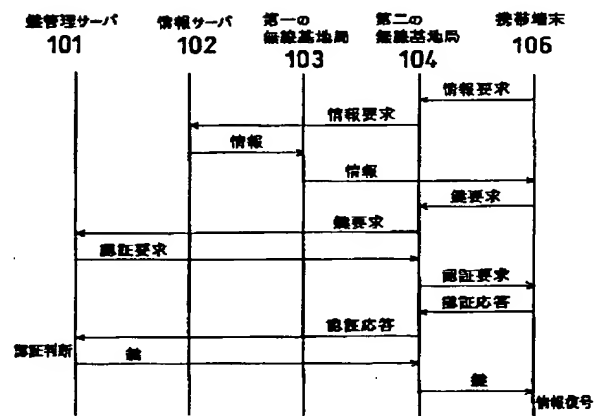 鍵管理サーバ
101
情報サーバ
102
第一の
無線基地局
103
第二の
無線基地局
104
携帯端末
106
情報要求
情報要求
情報
情報
鍵要求
鍵要求
認証要求
認証要求
認証応答
認証応答
認証判断
鍵
鍵
情報復号